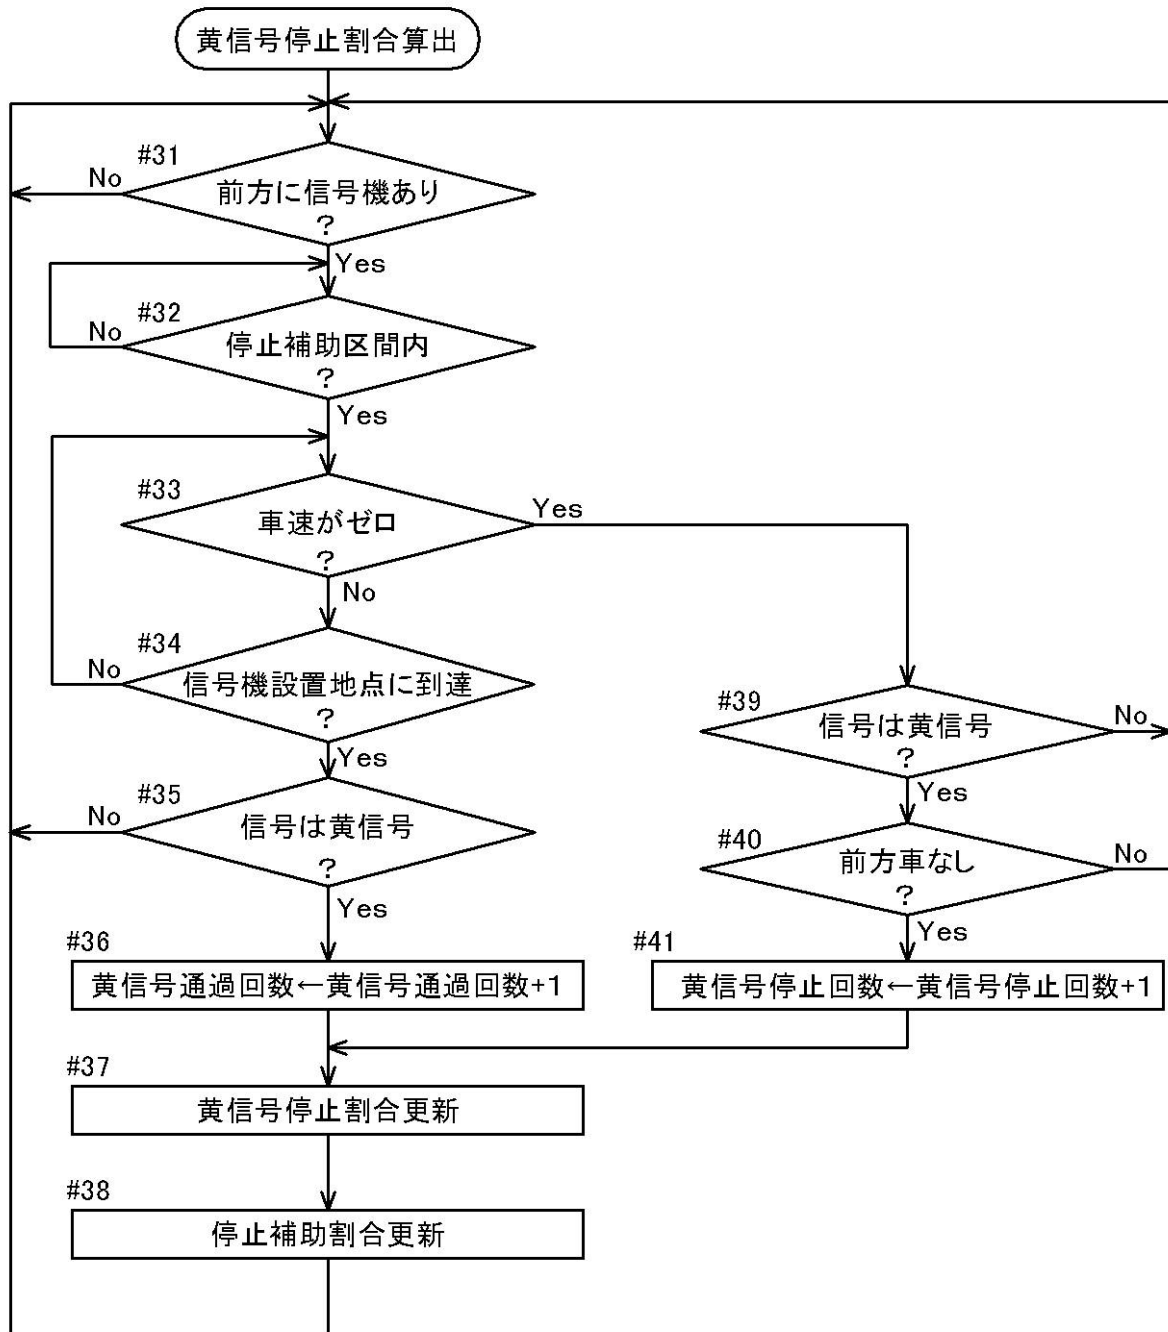 黄信号停止割合算出
#31
No
前方に信号機あり
?
Yes
#32
No
停止補助区間内
?
Yes
#33
車速がゼロ
?
Yes
No
#34
No
信号機設置地点に到達
?
Yes
#35
No
信号は黄信号
?
Yes
#36
黄信号通過回数←黄信号通過回数+1
#37
黄信号停止割合更新
#38
停止補助割合更新
#39
信号は黄信号
?
No
Yes
#40
前方車なし
?
No
Yes
#41
黄信号停止回数←黄信号停止回数+1